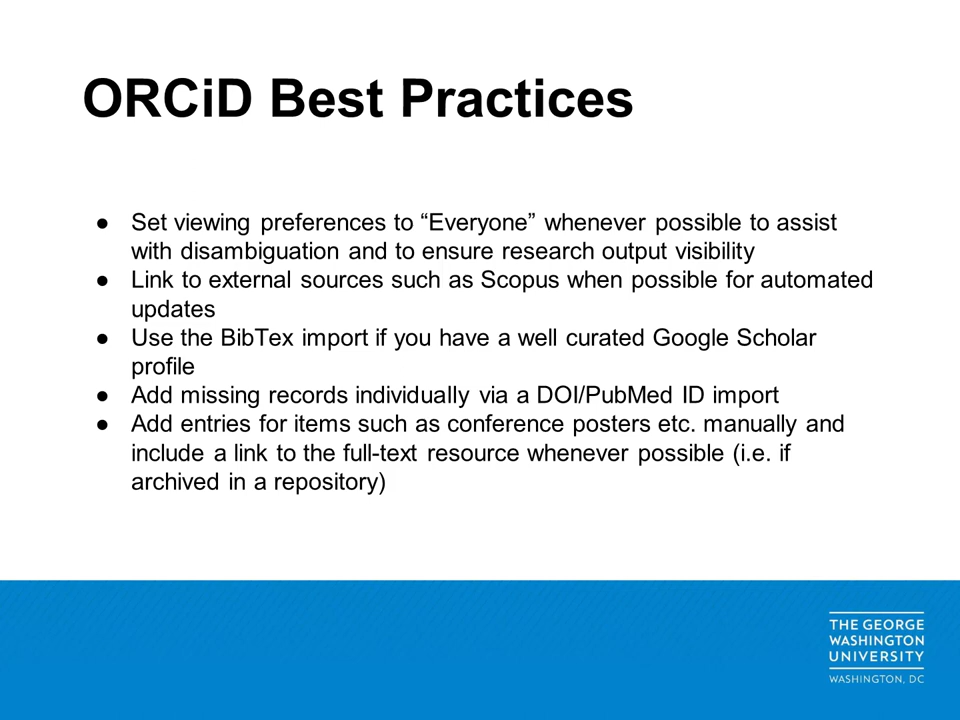 ORCiD Best Practices
● Set viewing preferences to “Everyone” whenever possible to assist
with disambiguation and to ensure research output visibility
● Link to external sources such as Scopus when possible for automated
updates
● Use the BibTex import if you have a well curated Google Scholar
profile
● Add missing records individually via a DOI/PubMed ID import
● Add entries for items such as conference posters etc. manually and
include a link to the full-text resource whenever possible (i.e. if
archived in a repository)
THE GEORGE
WASHINGTON
UNIVERSITY
WASHINGTON, DC